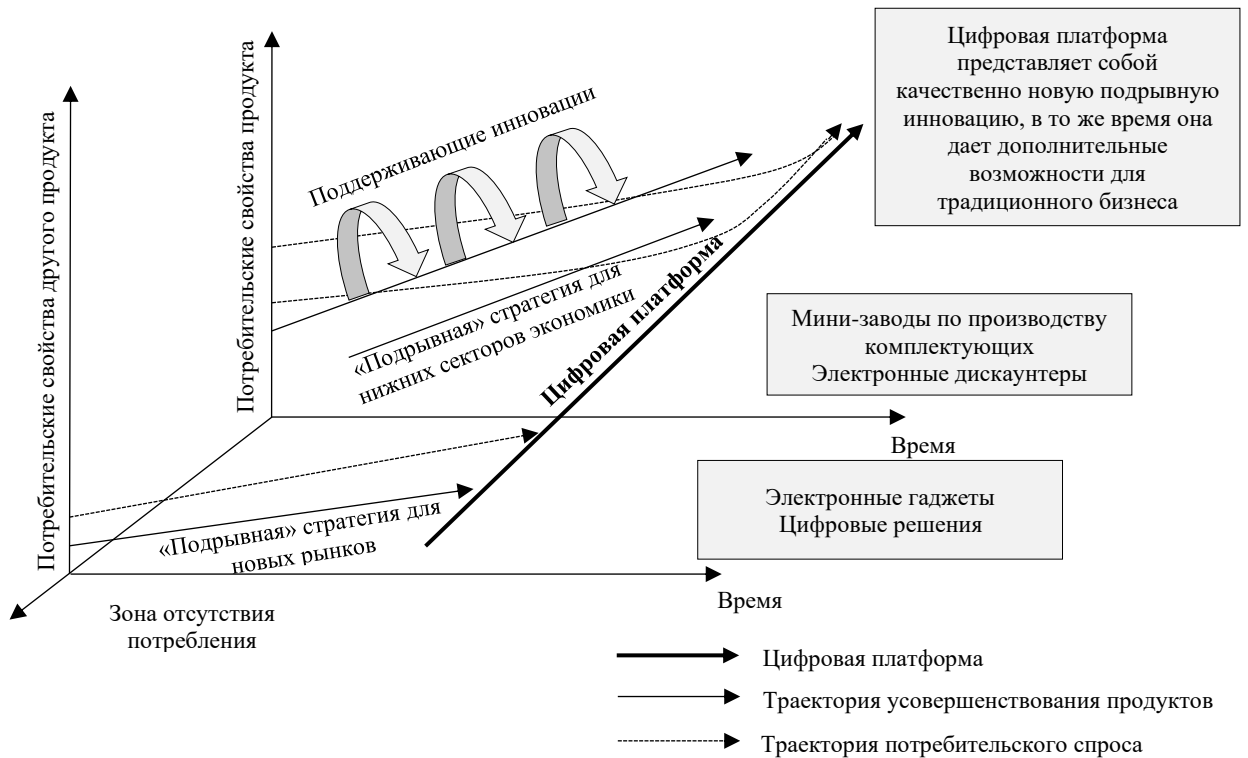 Цифровая платформа
представляет собой
качественно новую подрывную
инновацию, в то же время она
дает дополнительные
возможности для
традиционного бизнеса
Потребительские свойства другого продукта
Потребительские свойства продукта
Поддерживающие инновации
«Подрывная» стратегия для
нижних секторов экономики
Цифровая платформа
Мини-заводы по производству
комплектующих
Электронные дискаунтеры
Время
Электронные гаджеты
Цифровые решения
«Подрывная» стратегия для
новых рынков
Время
Зона отсутствия
потребления
Цифровая платформа
Траектория усовершенствования продуктов
Траектория потребительского спроса